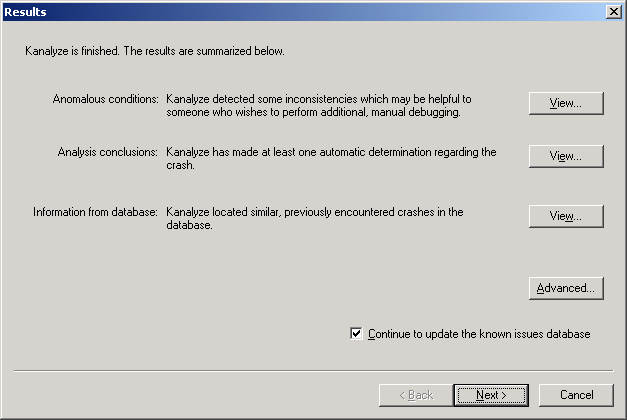 Results
Kanalyze is finished. The results are summarized below.
Anomalous conditions: Kanalyze detected some inconsistencies which may be helpful to
someone who wishes to perform additional, manual debugging.
View...
Analysis conclusions: Kanalyze has made at least one automatic determination regarding the
crash.
View...
Information from database: Kanalyze located similar, previously encountered crashes in the
database.
View...
Advanced...
Continue to update the known issues database
< Back
Next >
Cancel